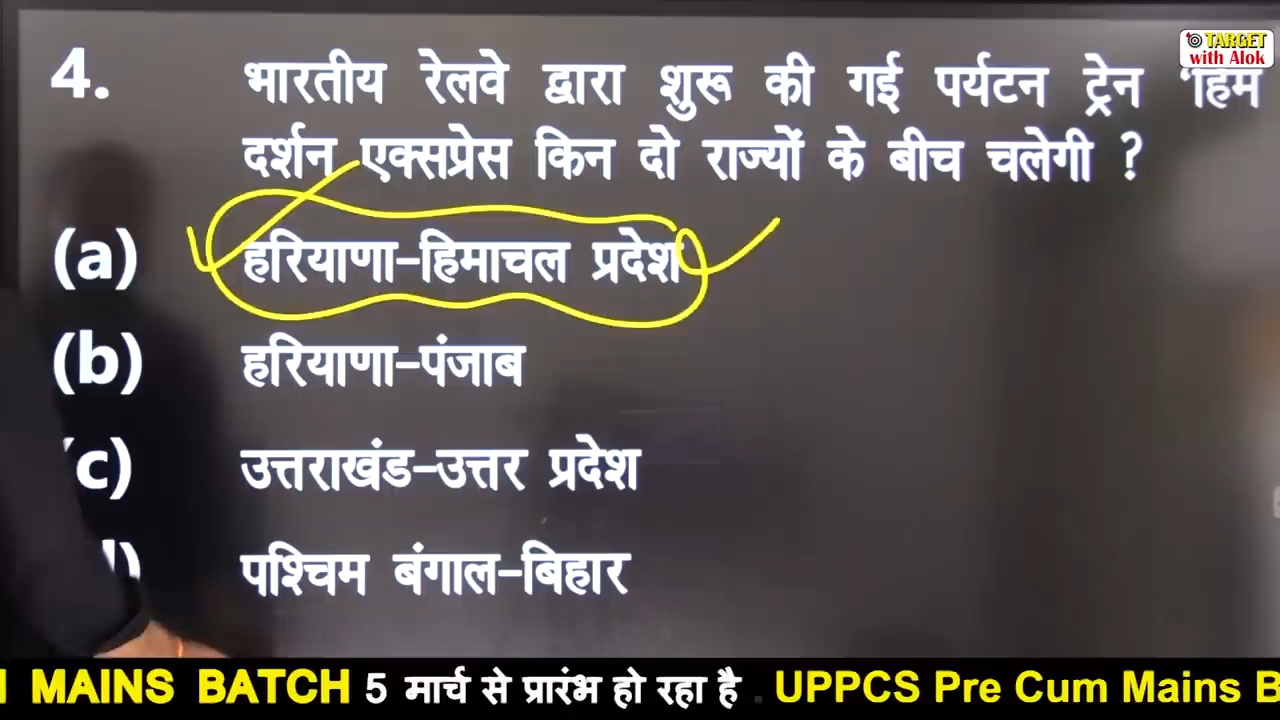 TARGET
with Alok
4. भारतीय रेलवे द्वारा शुरू की गई पर्यटन ट्रेन 'हिम
दर्शन एक्सप्रेस किन दो राज्यों के बीच चलेगी ?
(a) हरियाणा-हिमाचल प्रदेश
(b) हरियाणा-पंजाब
(c) उत्तराखंड-उत्तर प्रदेश
पश्चिम बंगाल-बिहार
MAINS BATCH 5 मार्च से प्रारंभ हो रहा है . UPPCS Pre Cum Mains B